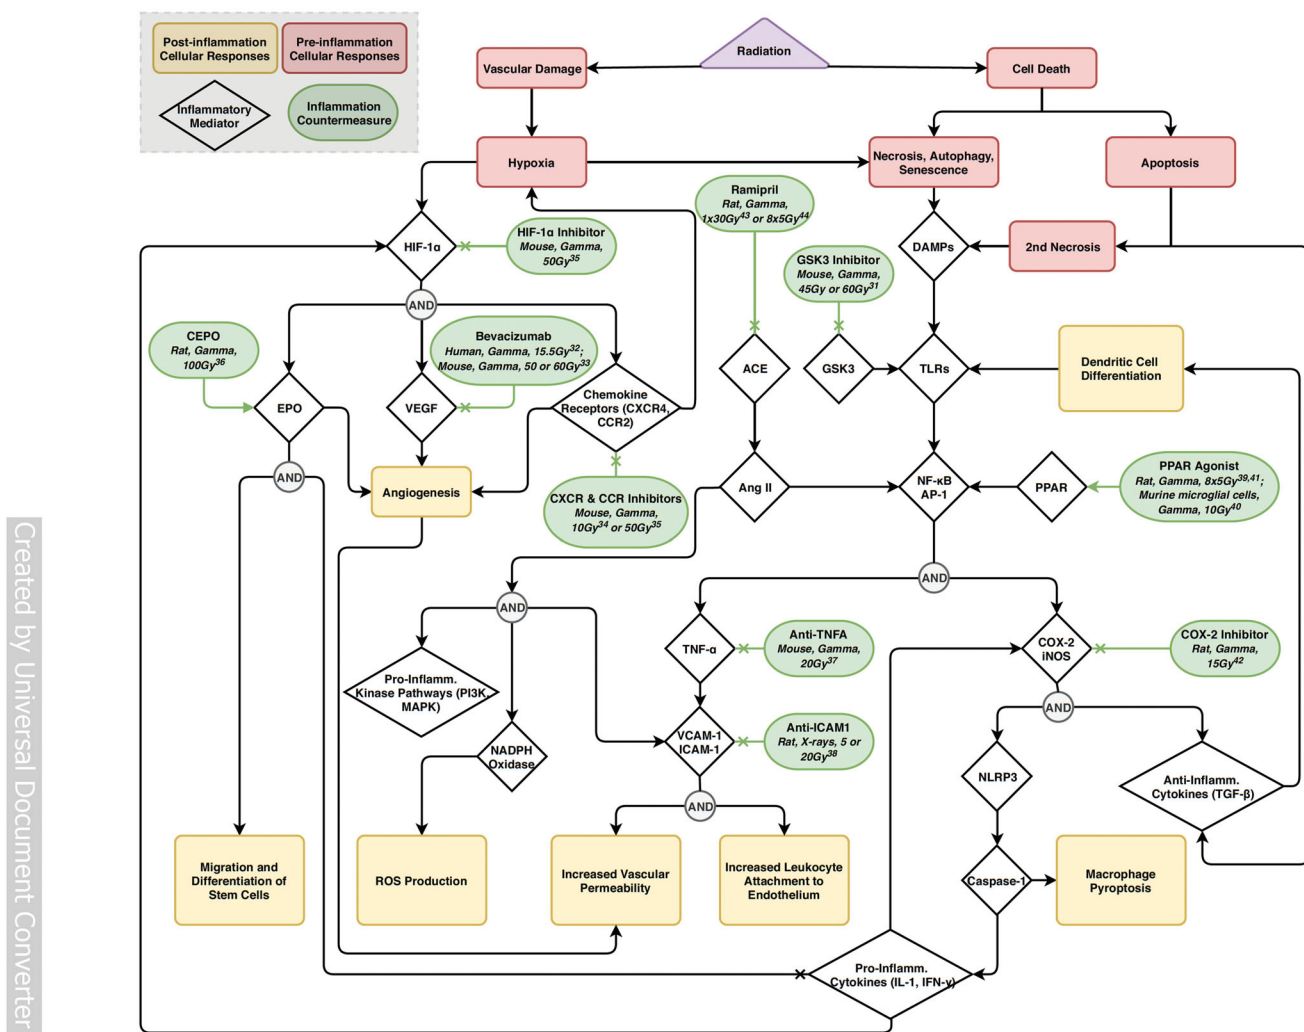 Post-inflammation
Cellular Responses
Pre-inflammation
Cellular Responses
Inflammatory
Mediator
Inflammation
Countermeasure
Radiation
Vascular Damage
Cell Death
Hypoxia
Necrosis, Autophagy,
Senescence
Apoptosis
Ramipril
Rat, Gamma,
1x30Gy43 or 8x5Gy44
HIF-1α
HIF-1α Inhibitor
Mouse, Gamma,
50Gy35
GSK3 Inhibitor
Mouse, Gamma,
45Gy or 60Gy31
DAMPs
2nd Necrosis
AND
CEPO
Rat, Gamma,
100Gy36
Bevacizumab
Human, Gamma, 15.5Gy32;
Mouse, Gamma, 50 or 60Gy33
EPO
VEGF
Chemokine
Receptors (CXCR4,
CCR2)
ACE
GSK3
TLRs
Dendritic Cell
Differentiation
AND
Angiogenesis
CXCR & CCR Inhibitors
Mouse, Gamma,
10Gy34 or 50Gy35
Ang II
NF-κB
AP-1
PPAR
PPAR Agonist
Rat, Gamma, 8x5Gy39,41;
Murine microglial cells,
Gamma, 10Gy40
AND
AND
Pro-Inflamm.
Kinase Pathways (PI3K,
MAPK)
TNF-α
Anti-TNFA
Mouse, Gamma,
20Gy37
COX-2
iNOS
COX-2 Inhibitor
Rat, Gamma,
15Gy42
AND
NADPH
Oxidase
VCAM-1
ICAM-1
Anti-ICAM1
Rat, X-rays, 5 or
20Gy38
NLRP3
Anti-Inflamm.
Cytokines (TGF-β)
AND
Migration and
Differentiation of
Stem Cells
ROS Production
Increased Vascular
Permeability
Increased Leukocyte
Attachment to
Endothelium
Caspase-1
Macrophage
Pyroptosis
Pro-Inflamm.
Cytokines (IL-1, IFN-γ)
Created by Universal Document Converter